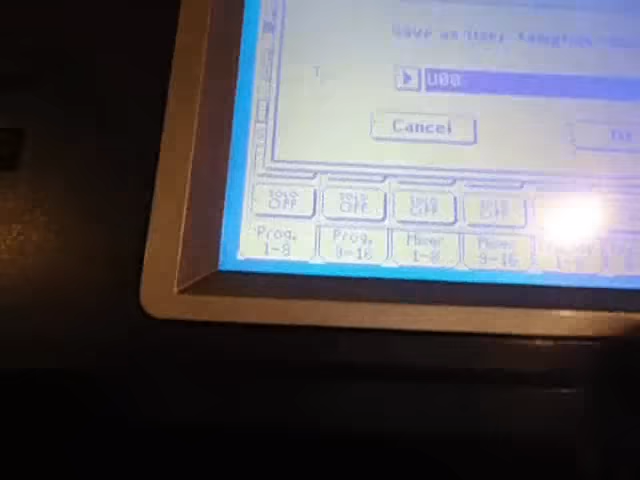 Save as User Template
U00
Cancel
SOLO OFF SOLO OFF SOLO OFF SOLO OFF
Prog. 1-8 Prog. 9-16 Mixer 1-8 Mixer 9-16